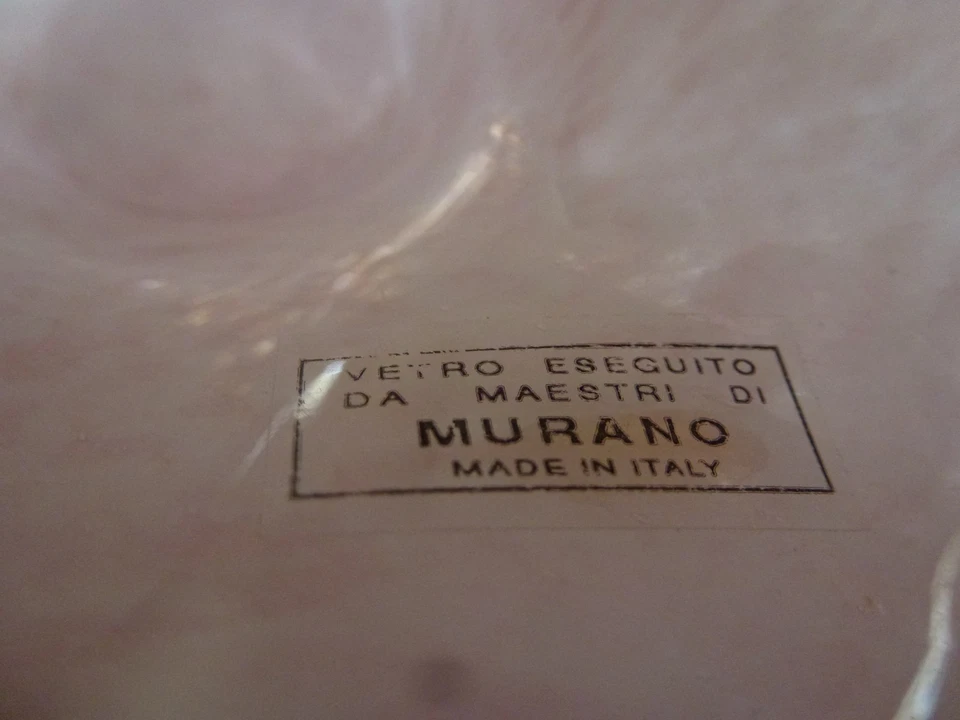 VETRO ESEGUITO
DA MAESTRI DI
MURANO
MADE IN ITALY